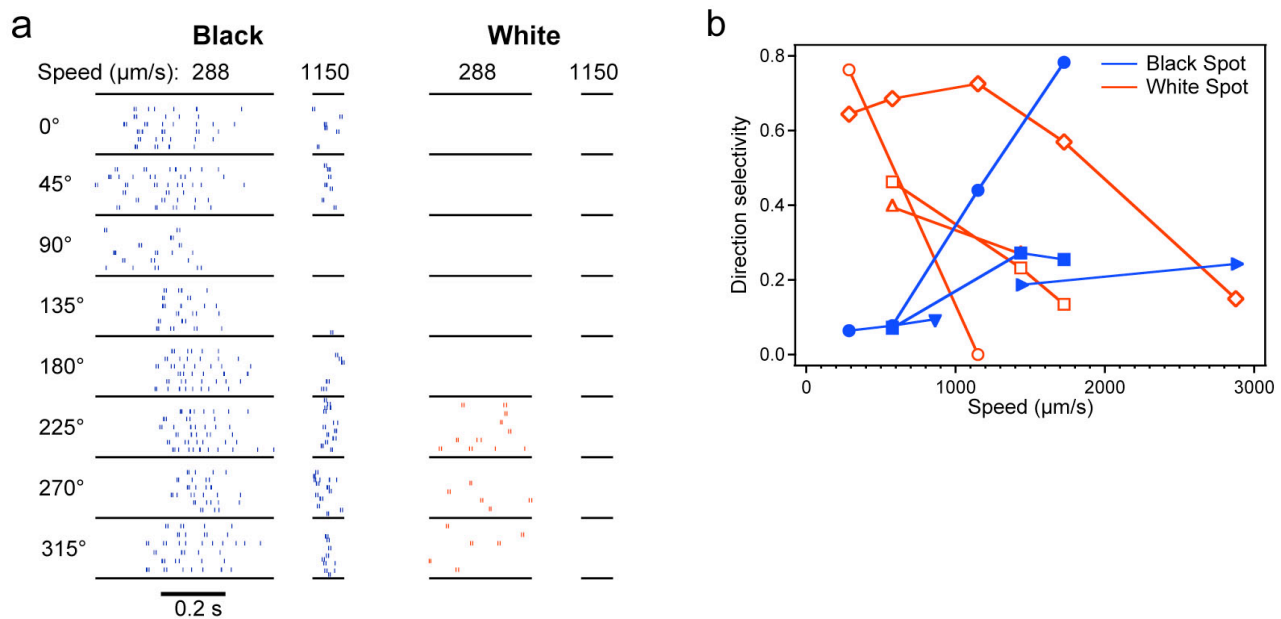 a
Black White
Speed (µm/s): 288 1150 288 1150
0°
45°
90°
135°
180°
225°
270°
315°
0.2 s
b
0.8
0.6
0.4
0.2
0.0
Direction selectivity
Black Spot
White Spot
0 1000 2000 3000
Speed (µm/s)